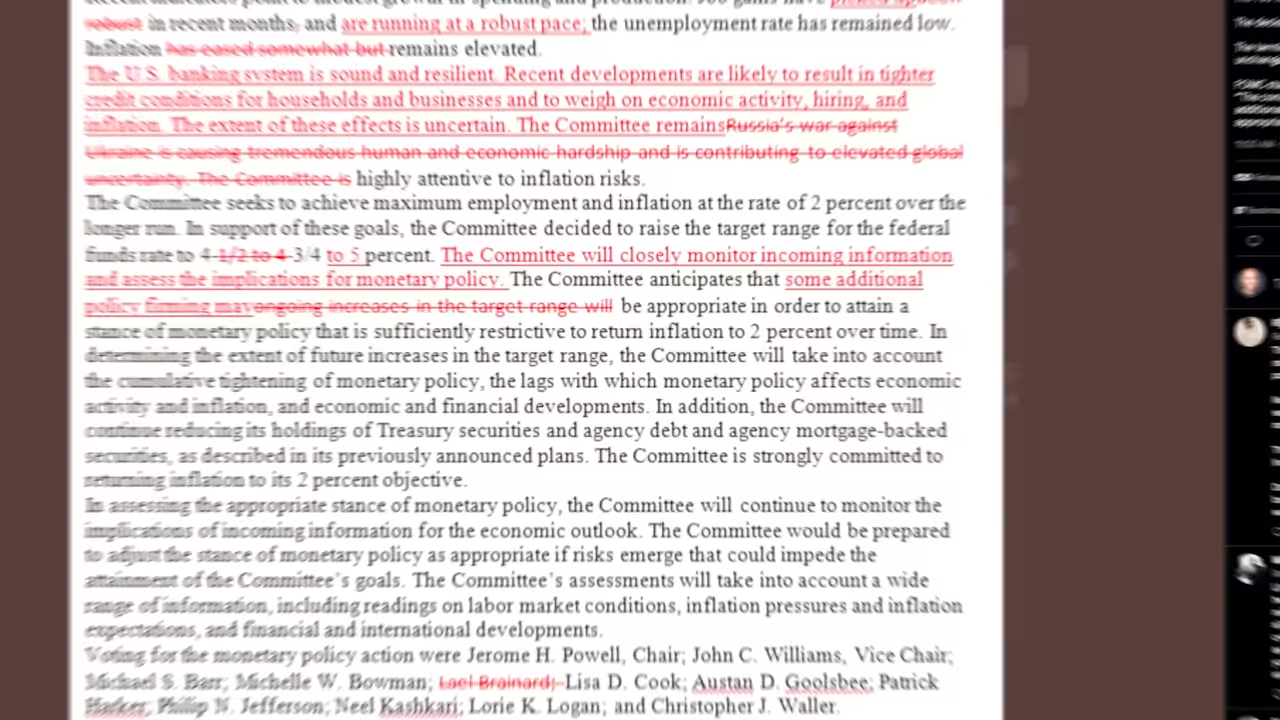 robust in recent months, and are running at a robust pace; the unemployment rate has remained low.
Inflation has eased somewhat but remains elevated.
The U.S. banking system is sound and resilient. Recent developments are likely to result in tighter
credit conditions for households and businesses and to weigh on economic activity, hiring, and
inflation. The extent of these effects is uncertain. The Committee remainsRussia's war against
Ukraine is causing tremendous human and economic hardship and is contributing to elevated global
uncertainty. The Committee is highly attentive to inflation risks.
The Committee seeks to achieve maximum employment and inflation at the rate of 2 percent over the
longer run. In support of these goals, the Committee decided to raise the target range for the federal
funds rate to 4-1/2 to 4-3/4 to 5 percent. The Committee will closely monitor incoming information
and assess the implications for monetary policy. The Committee anticipates that some additional
policy firming mayongoing increases in the target range will be appropriate in order to attain a
stance of monetary policy that is sufficiently restrictive to return inflation to 2 percent over time. In
determining the extent of future increases in the target range, the Committee will take into account
the cumulative tightening of monetary policy, the lags with which monetary policy affects economic
activity and inflation, and economic and financial developments. In addition, the Committee will
continue reducing its holdings of Treasury securities and agency debt and agency mortgage-backed
securities, as described in its previously announced plans. The Committee is strongly committed to
returning inflation to its 2 percent objective.
In assessing the appropriate stance of monetary policy, the Committee will continue to monitor the
implications of incoming information for the economic outlook. The Committee would be prepared
to adjust the stance of monetary policy as appropriate if risks emerge that could impede the
attainment of the Committee's goals. The Committee's assessments will take into account a wide
range of information, including readings on labor market conditions, inflation pressures and inflation
expectations, and financial and international developments.
Voting for the monetary policy action were Jerome H. Powell, Chair; John C. Williams, Vice Chair;
Michael S. Barr; Michelle W. Bowman; Lael Brainard; Lisa D. Cook; Austan D. Goolsbee; Patrick
Harker; Philip N. Jefferson; Neel Kashkari; Lorie K. Logan; and Christopher J. Waller.